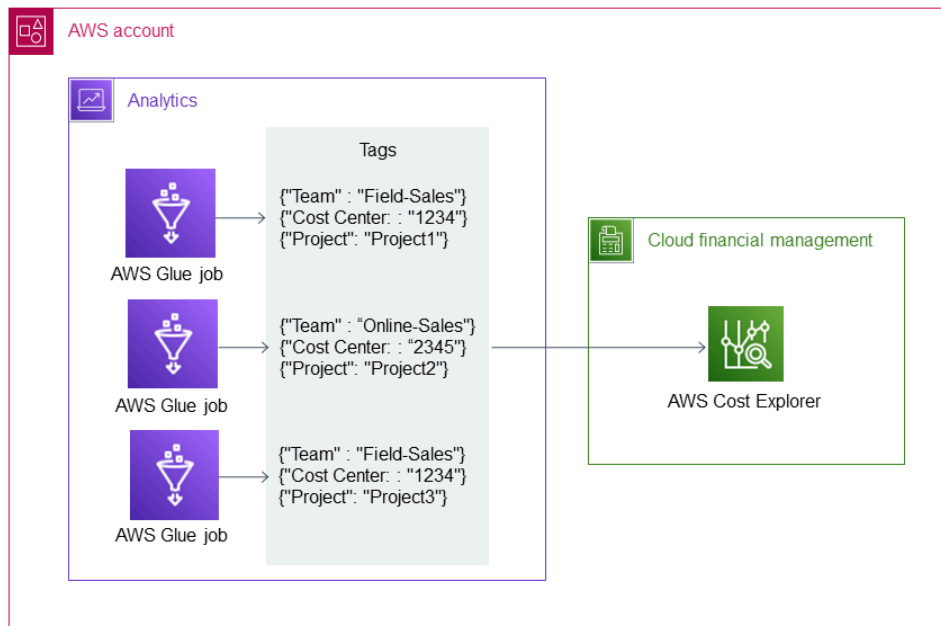 AWS account
Analytics
Tags
{"Team" : "Field-Sales"}
{"Cost Center: : "1234"}
{"Project": "Project1"}
AWS Glue job
{"Team" : “Online-Sales"}
{"Cost Center: : “2345"}
{"Project": "Project2"}
AWS Glue job
{"Team" : "Field-Sales"}
{"Cost Center: : "1234"}
{"Project": "Project3"}
AWS Glue job
Cloud financial management
AWS Cost Explorer